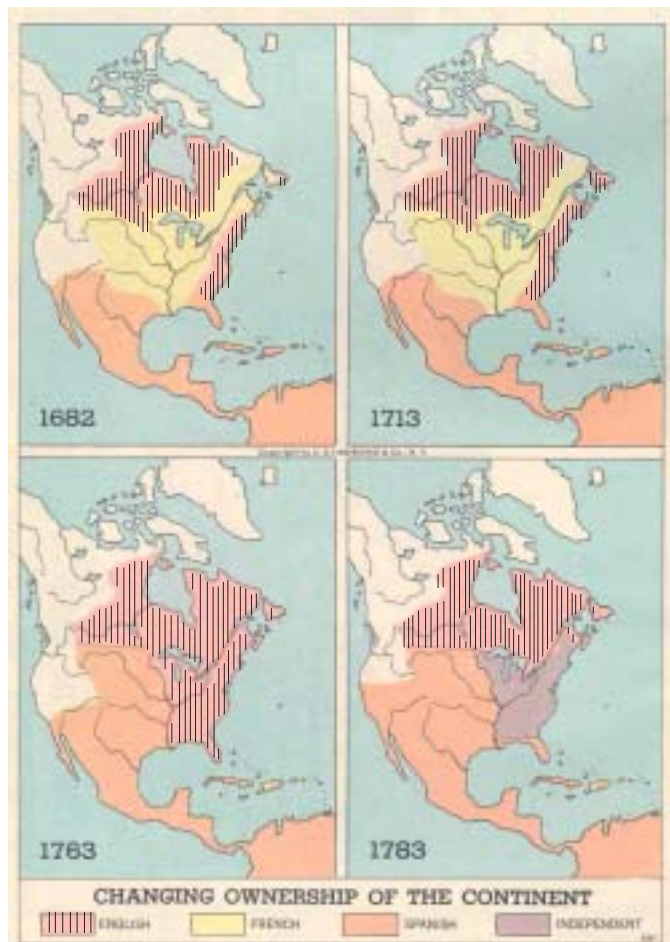 1682
1713
1763
1783
CHANGING OWNERSHIP OF THE CONTINENT
ENGLISH
FRENCH
SPANISH
INDEPENDENT